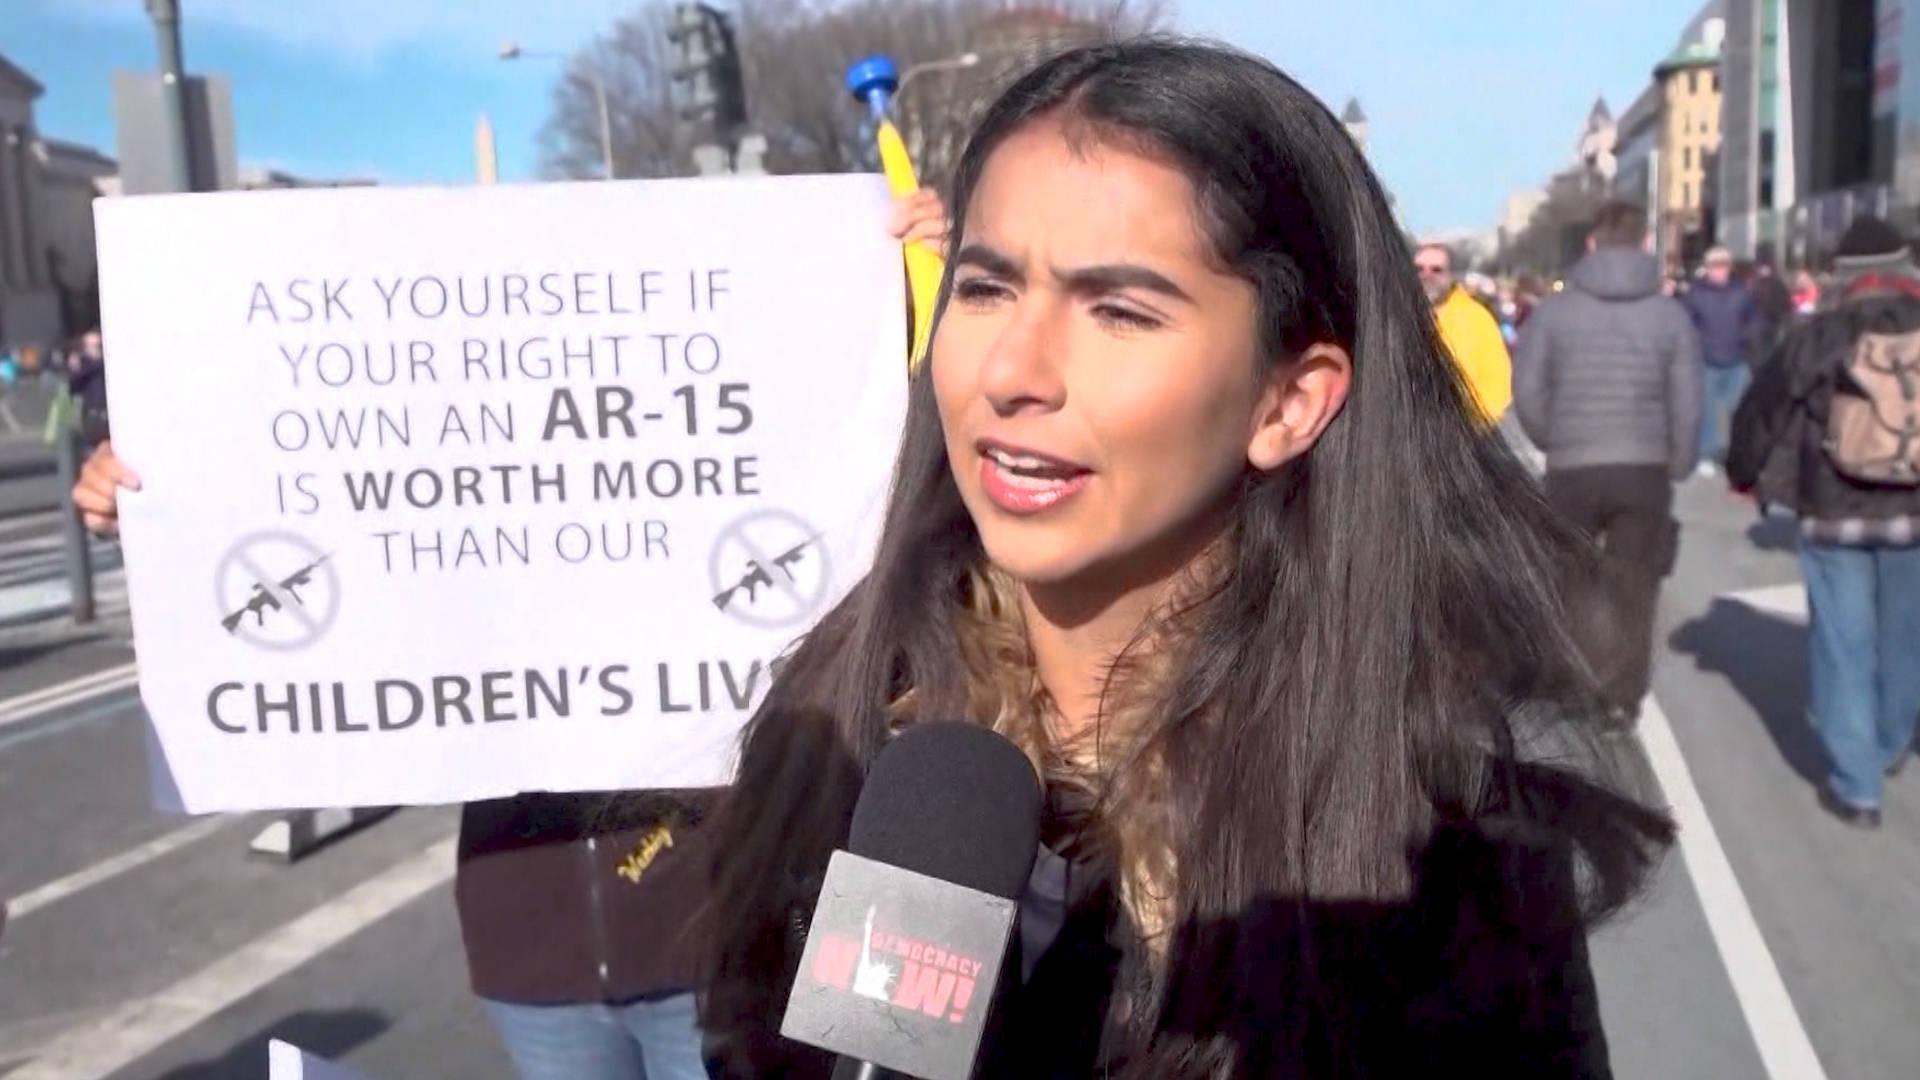 ASK YOURSELF IF
YOUR RIGHT TO
OWN AN AR-15
IS WORTH MORE
THAN OUR
CHILDREN'S LIV
DEMOCRACY
NOW!